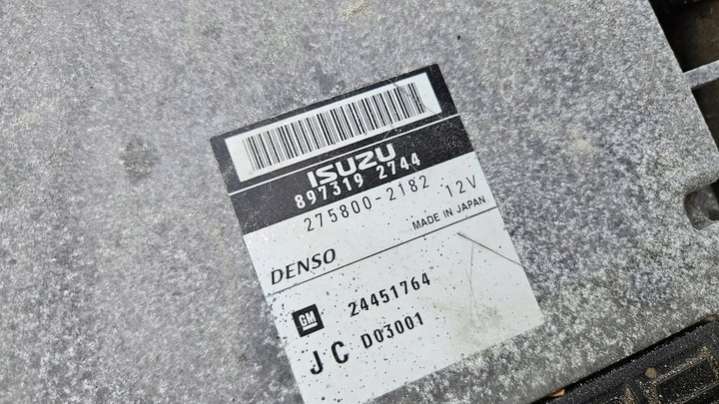 ISUZU
897319 2744
275800-2182 12V
MADE IN JAPAN
DENSO
GM 24451764
JC D03001